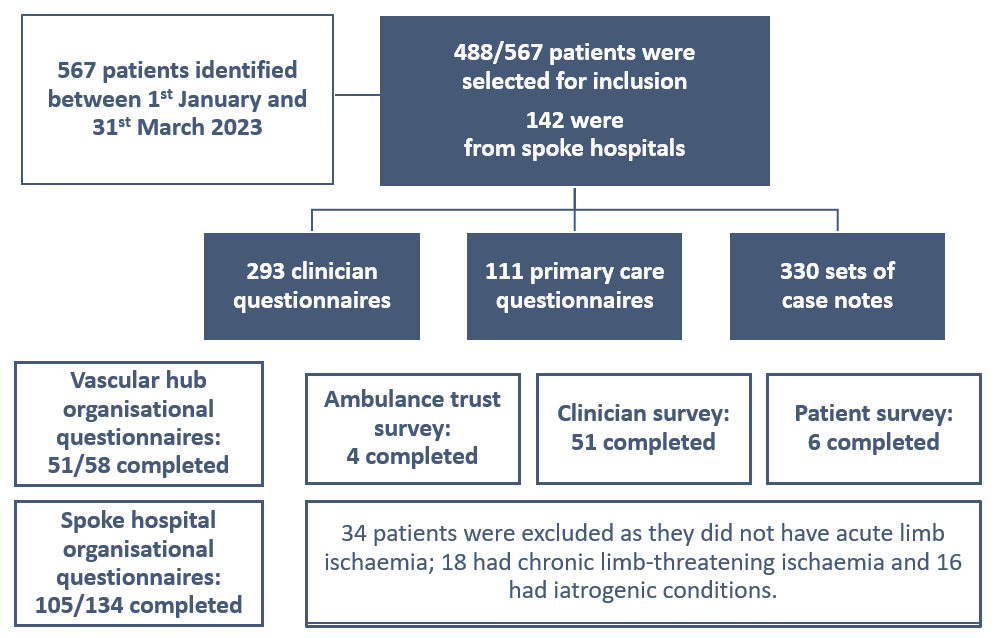 567 patients identified
between 1st January and
31st March 2023
488/567 patients were
selected for inclusion
142 were
from spoke hospitals
293 clinician
questionnaires
111 primary care
questionnaires
330 sets of
case notes
Vascular hub
organisational
questionnaires:
51/58 completed
Ambulance trust
survey:
4 completed
Clinician survey:
51 completed
Patient survey:
6 completed
Spoke hospital
organisational
questionnaires:
105/134 completed
34 patients were excluded as they did not have acute limb
ischaemia; 18 had chronic limb-threatening ischaemia and 16
had iatrogenic conditions.